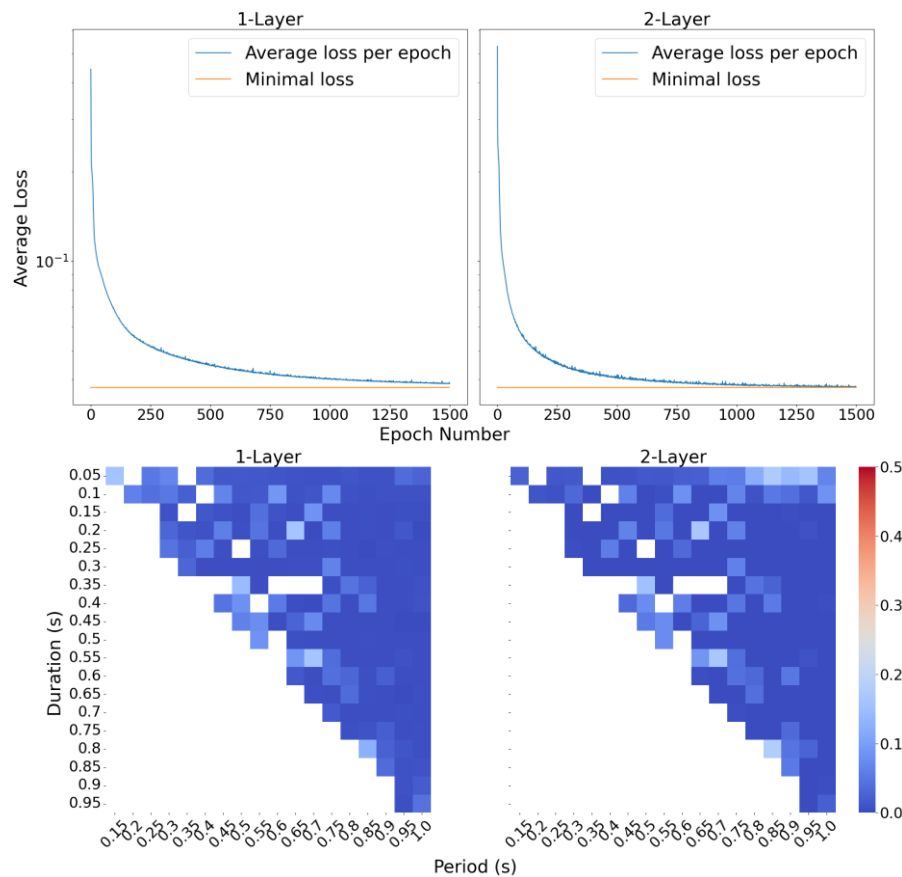 1-Layer
2-Layer
Average loss per epoch
Minimal loss
Average loss per epoch
Minimal loss
Average Loss
10⁻¹
0 250 500 750 1000 1250 1500
0 250 500 750 1000 1250 1500
Epoch Number
1-Layer
2-Layer
Duration (s)
0.05
0.1
0.15
0.2
0.25
0.3
0.35
0.4
0.45
0.5
0.55
0.6
0.65
0.7
0.75
0.8
0.85
0.9
0.95
0.5
0.4
0.3
0.2
0.1
0.0
0.15 0.2 0.25 0.3 0.35 0.4 0.45 0.5 0.55 0.6 0.65 0.7 0.75 0.8 0.85 0.9 0.95 1.0
0.15 0.2 0.25 0.3 0.35 0.4 0.45 0.5 0.55 0.6 0.65 0.7 0.75 0.8 0.85 0.9 0.95 1.0
Period (s)